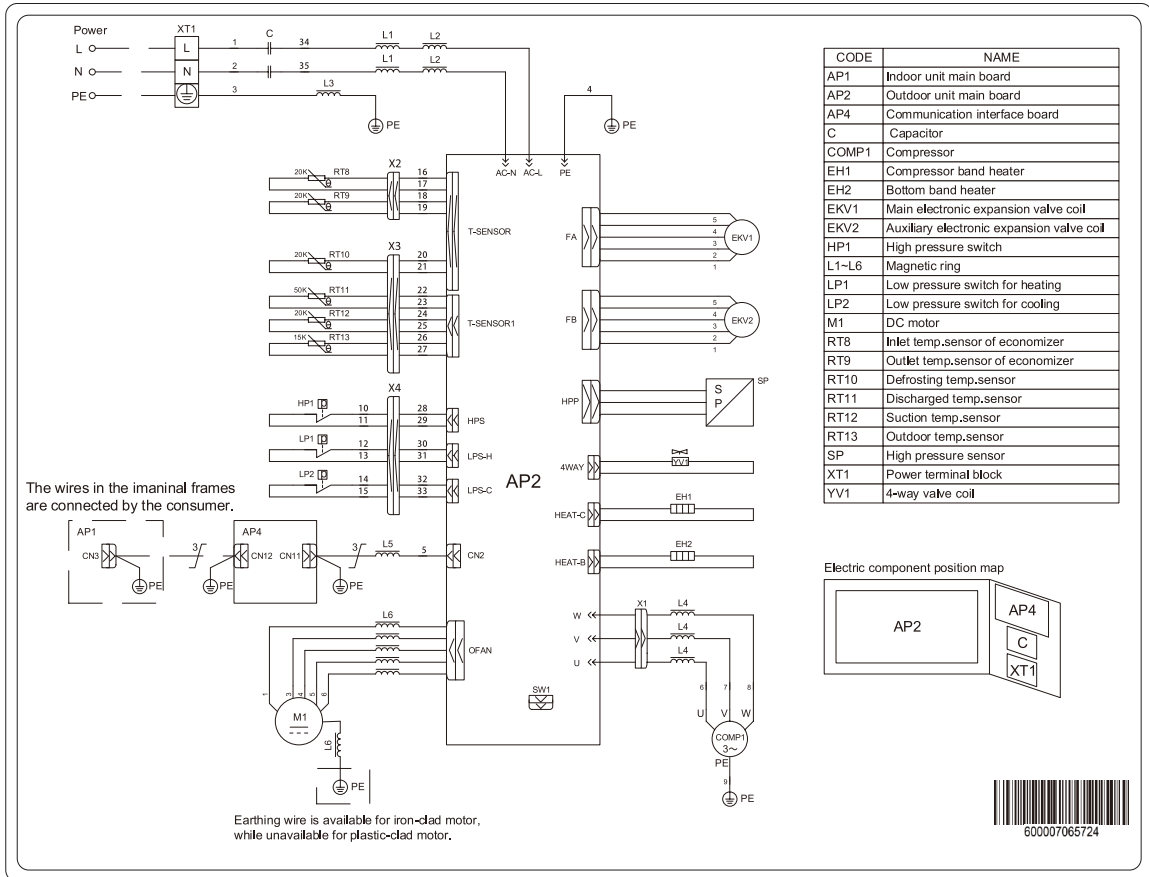 Power
XT1
L
L
1
C
34
L1
L2
N
N
2
35
L1
L2
PE
3
L3
PE
4
PE
AC-N
AC-L
PE
X2
20K
RT8
16
17
20K
RT9
18
19
T-SENSOR
X3
20K
RT10
20
21
50K
RT11
22
23
20K
RT12
24
25
T-SENSOR1
15K
RT13
26
27
X4
HP1
P
10
28
11
29
HPS
LP1
P
12
30
13
31
LPS-H
LP2
P
14
32
15
33
LPS-C
AP2
FA
5
4
3
2
1
EKV1
FB
5
4
3
2
1
EKV2
HPP
S
P
SP
4WAY
YV1
HEAT-C
EH1
HEAT-B
EH2
The wires in the imaninal frames
are connected by the consumer.
AP1
CN3
PE
3
PE
AP4
CN12
CN11
PE
3
L5
5
CN2
L6
OFAN
1
3
4
5
6
M1
L6
PE
Earthing wire is available for iron-clad motor,
while unavailable for plastic-clad motor.
SW1
W
V
U
X1
L4
L4
L4
6
7
8
U
V
W
COMP1
3~
PE
9
PE
CODE NAME
AP1 Indoor unit main board
AP2 Outdoor unit main board
AP4 Communication interface board
C Capacitor
COMP1 Compressor
EH1 Compressor band heater
EH2 Bottom band heater
EKV1 Main electronic expansion valve coil
EKV2 Auxiliary electronic expansion valve coil
HP1 High pressure switch
L1~L6 Magnetic ring
LP1 Low pressure switch for heating
LP2 Low pressure switch for cooling
M1 DC motor
RT8 Inlet temp.sensor of economizer
RT9 Outlet temp.sensor of economizer
RT10 Defrosting temp.sensor
RT11 Discharged temp.sensor
RT12 Suction temp.sensor
RT13 Outdoor temp.sensor
SP High pressure sensor
XT1 Power terminal block
YV1 4-way valve coil
Electric component position map
AP2
AP4
C
XT1
600007065724